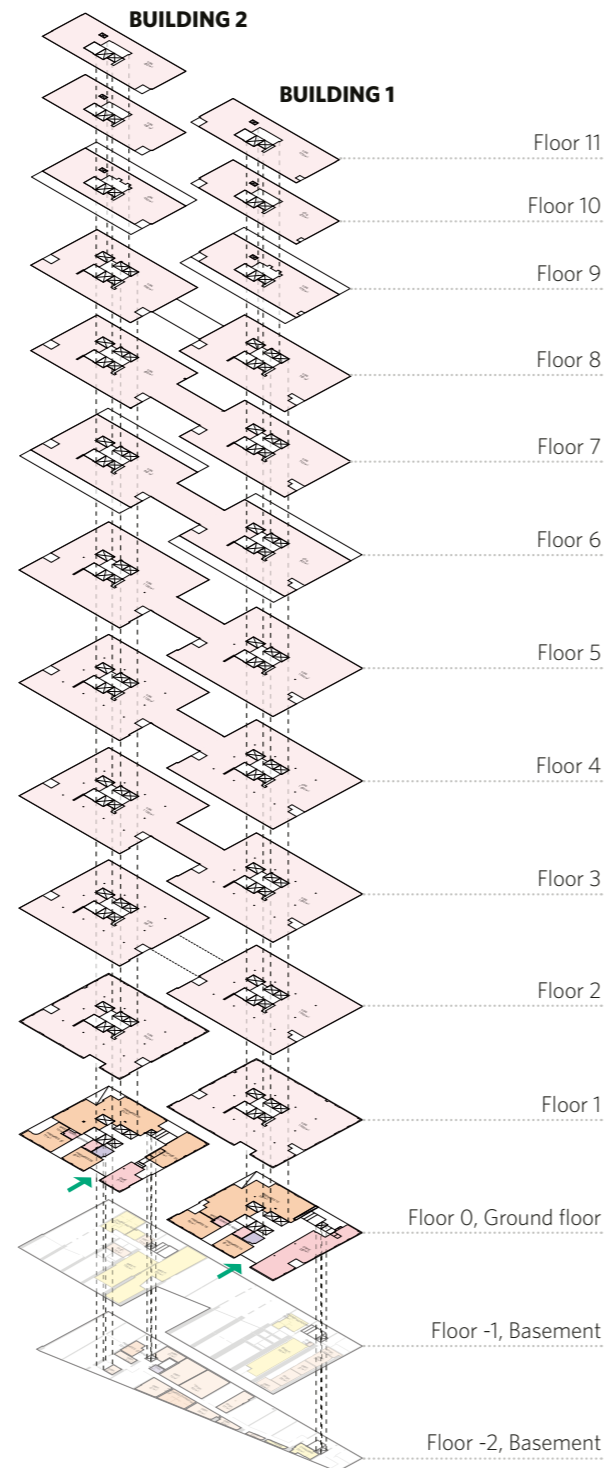 BUILDING 2
BUILDING 1
Floor 11
Floor 10
Floor 9
Floor 8
Floor 7
Floor 6
Floor 5
Floor 4
Floor 3
Floor 2
Floor 1
Floor 0, Ground floor
Floor -1, Basement
Floor -2, Basement